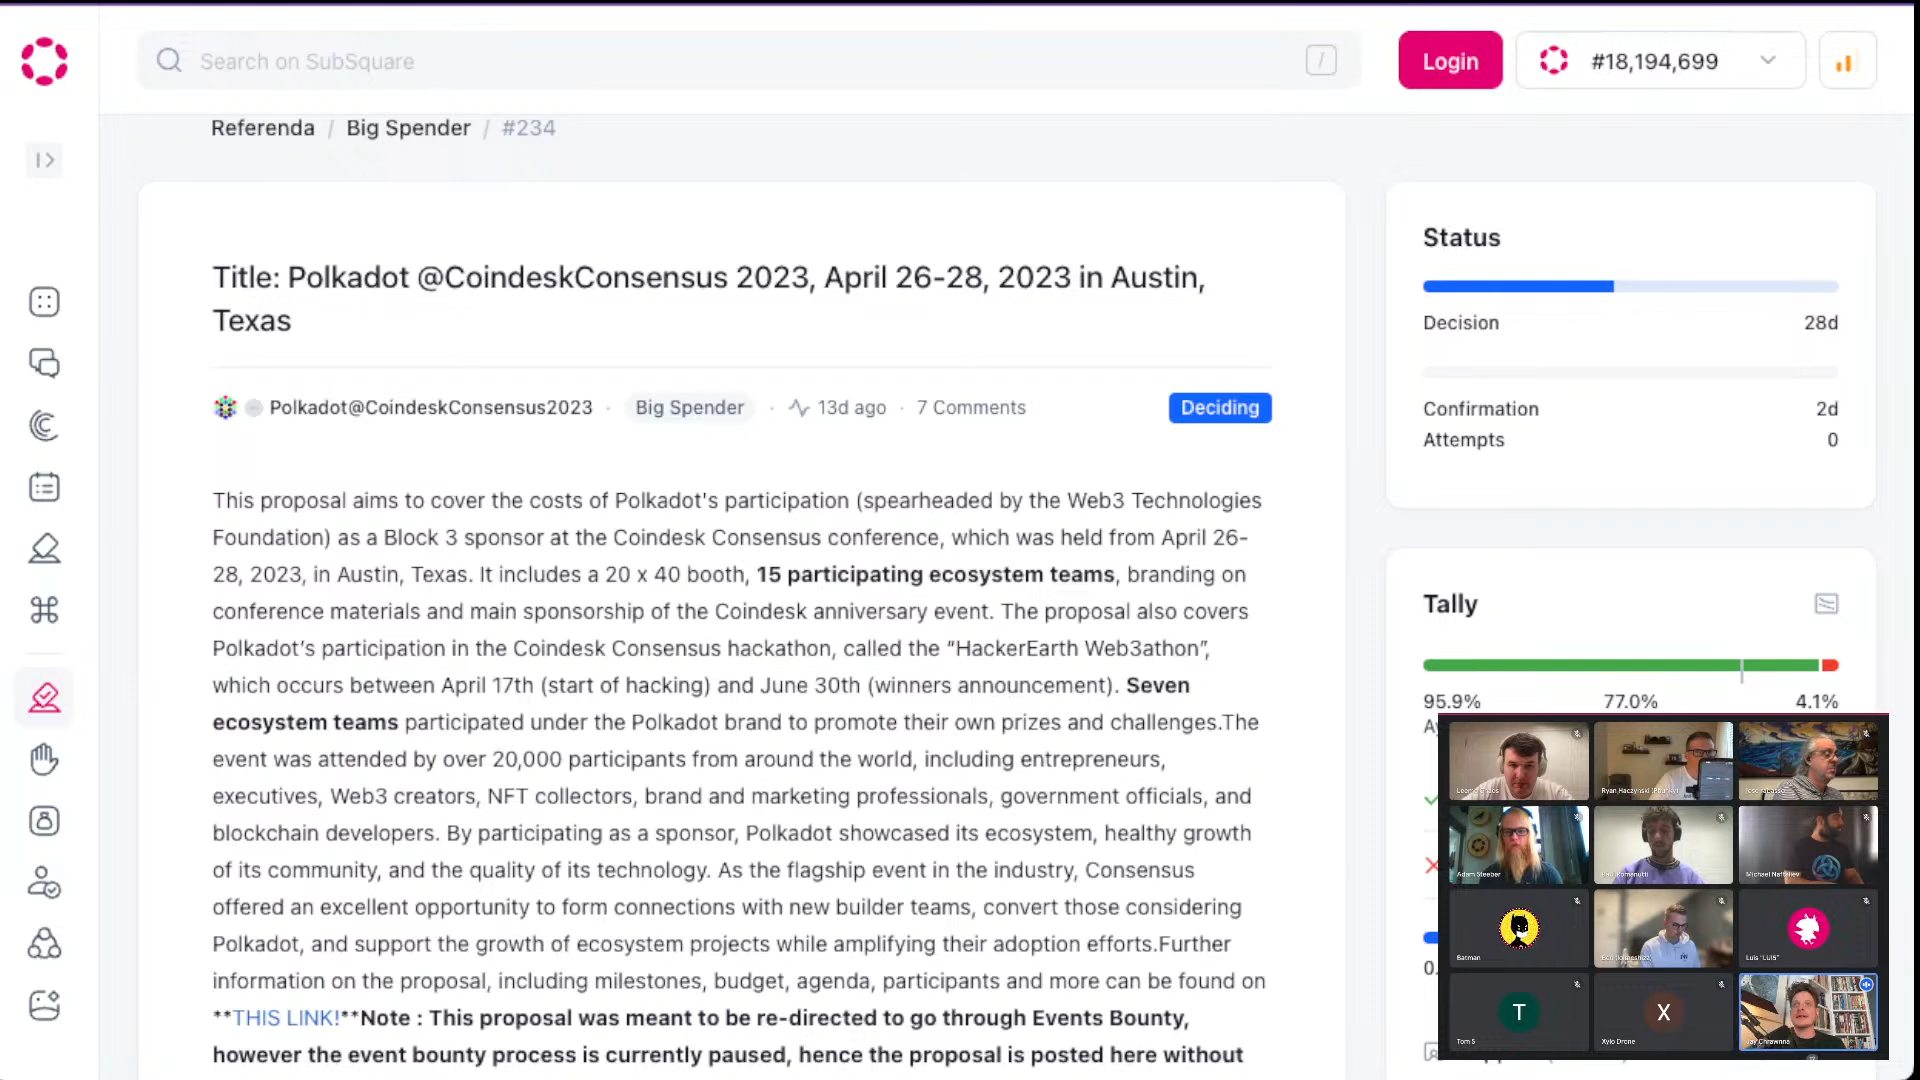 Search on SubSquare
/
Login
#18,194,699
Referenda / Big Spender / #234
Title: Polkadot @CoindeskConsensus 2023, April 26-28, 2023 in Austin,
Texas
Polkadot@CoindeskConsensus2023 · Big Spender · 13d ago · 7 Comments
Deciding
This proposal aims to cover the costs of Polkadot's participation (spearheaded by the Web3 Technologies
Foundation) as a Block 3 sponsor at the Coindesk Consensus conference, which was held from April 26-
28, 2023, in Austin, Texas. It includes a 20 x 40 booth, 15 participating ecosystem teams, branding on
conference materials and main sponsorship of the Coindesk anniversary event. The proposal also covers
Polkadot’s participation in the Coindesk Consensus hackathon, called the “HackerEarth Web3athon”,
which occurs between April 17th (start of hacking) and June 30th (winners announcement). Seven
ecosystem teams participated under the Polkadot brand to promote their own prizes and challenges.The
event was attended by over 20,000 participants from around the world, including entrepreneurs,
executives, Web3 creators, NFT collectors, brand and marketing professionals, government officials, and
blockchain developers. By participating as a sponsor, Polkadot showcased its ecosystem, healthy growth
of its community, and the quality of its technology. As the flagship event in the industry, Consensus
offered an excellent opportunity to form connections with new builder teams, convert those considering
Polkadot, and support the growth of ecosystem projects while amplifying their adoption efforts.Further
information on the proposal, including milestones, budget, agenda, participants and more can be found on
**THIS LINK!**Note : This proposal was meant to be re-directed to go through Events Bounty,
however the event bounty process is currently paused, hence the proposal is posted here without
Status
Decision 28d
Confirmation 2d
Attempts 0
Tally
95.9% 77.0% 4.1%
0.
Adam Steeber
Batman
Luis "LUIS"
T
X
Tom S
Xylo Drone
Jay Chrawnna